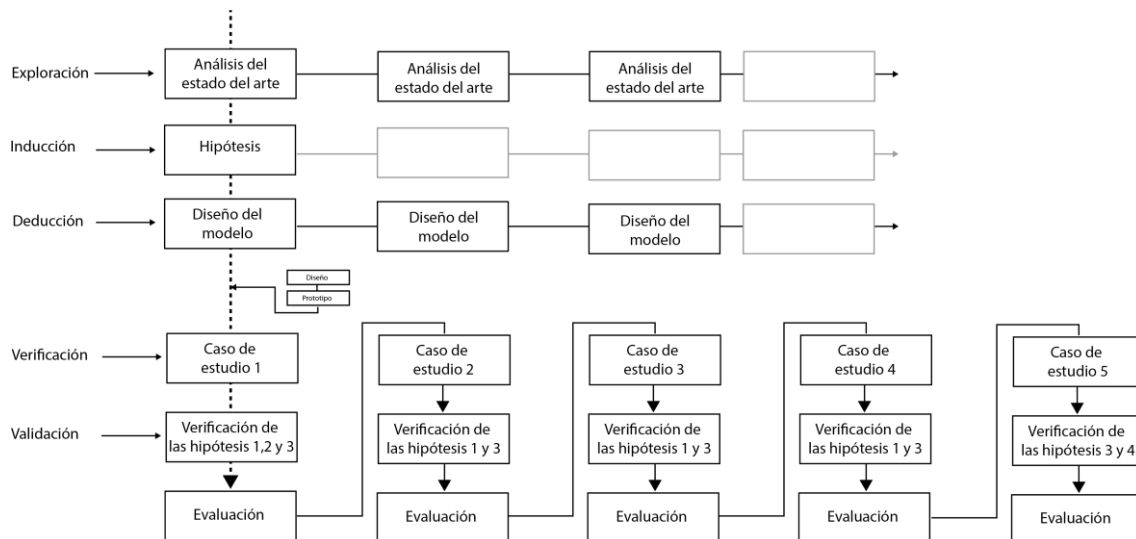 Exploración
Análisis del
estado del arte
Análisis del
estado del arte
Análisis del
estado del arte
Inducción
Hipótesis
Deducción
Diseño del
modelo
Diseño del
modelo
Diseño del
modelo
Diseño
Prototipo
Verificación
Caso de
estudio 1
Caso de
estudio 2
Caso de
estudio 3
Caso de
estudio 4
Caso de
estudio 5
Validación
Verificación de
las hipótesis 1,2 y 3
Verificación de
las hipótesis 1 y 3
Verificación de
las hipótesis 1 y 3
Verificación de
las hipótesis 1 y 3
Verificación de
las hipótesis 3 y 4
Evaluación
Evaluación
Evaluación
Evaluación
Evaluación